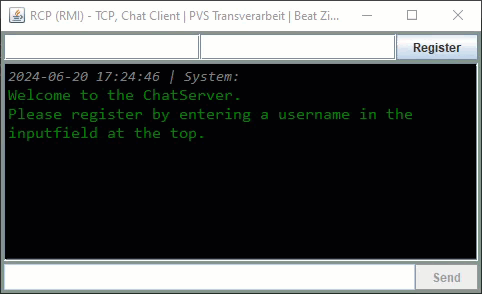 RCP (RMI) - TCP, Chat Client | PVS Transverarbeit | Beat Zi...
Register
2024-06-20 17:24:46 | System:
Welcome to the ChatServer.
Please register by entering a username in the
inputfield at the top.
Send